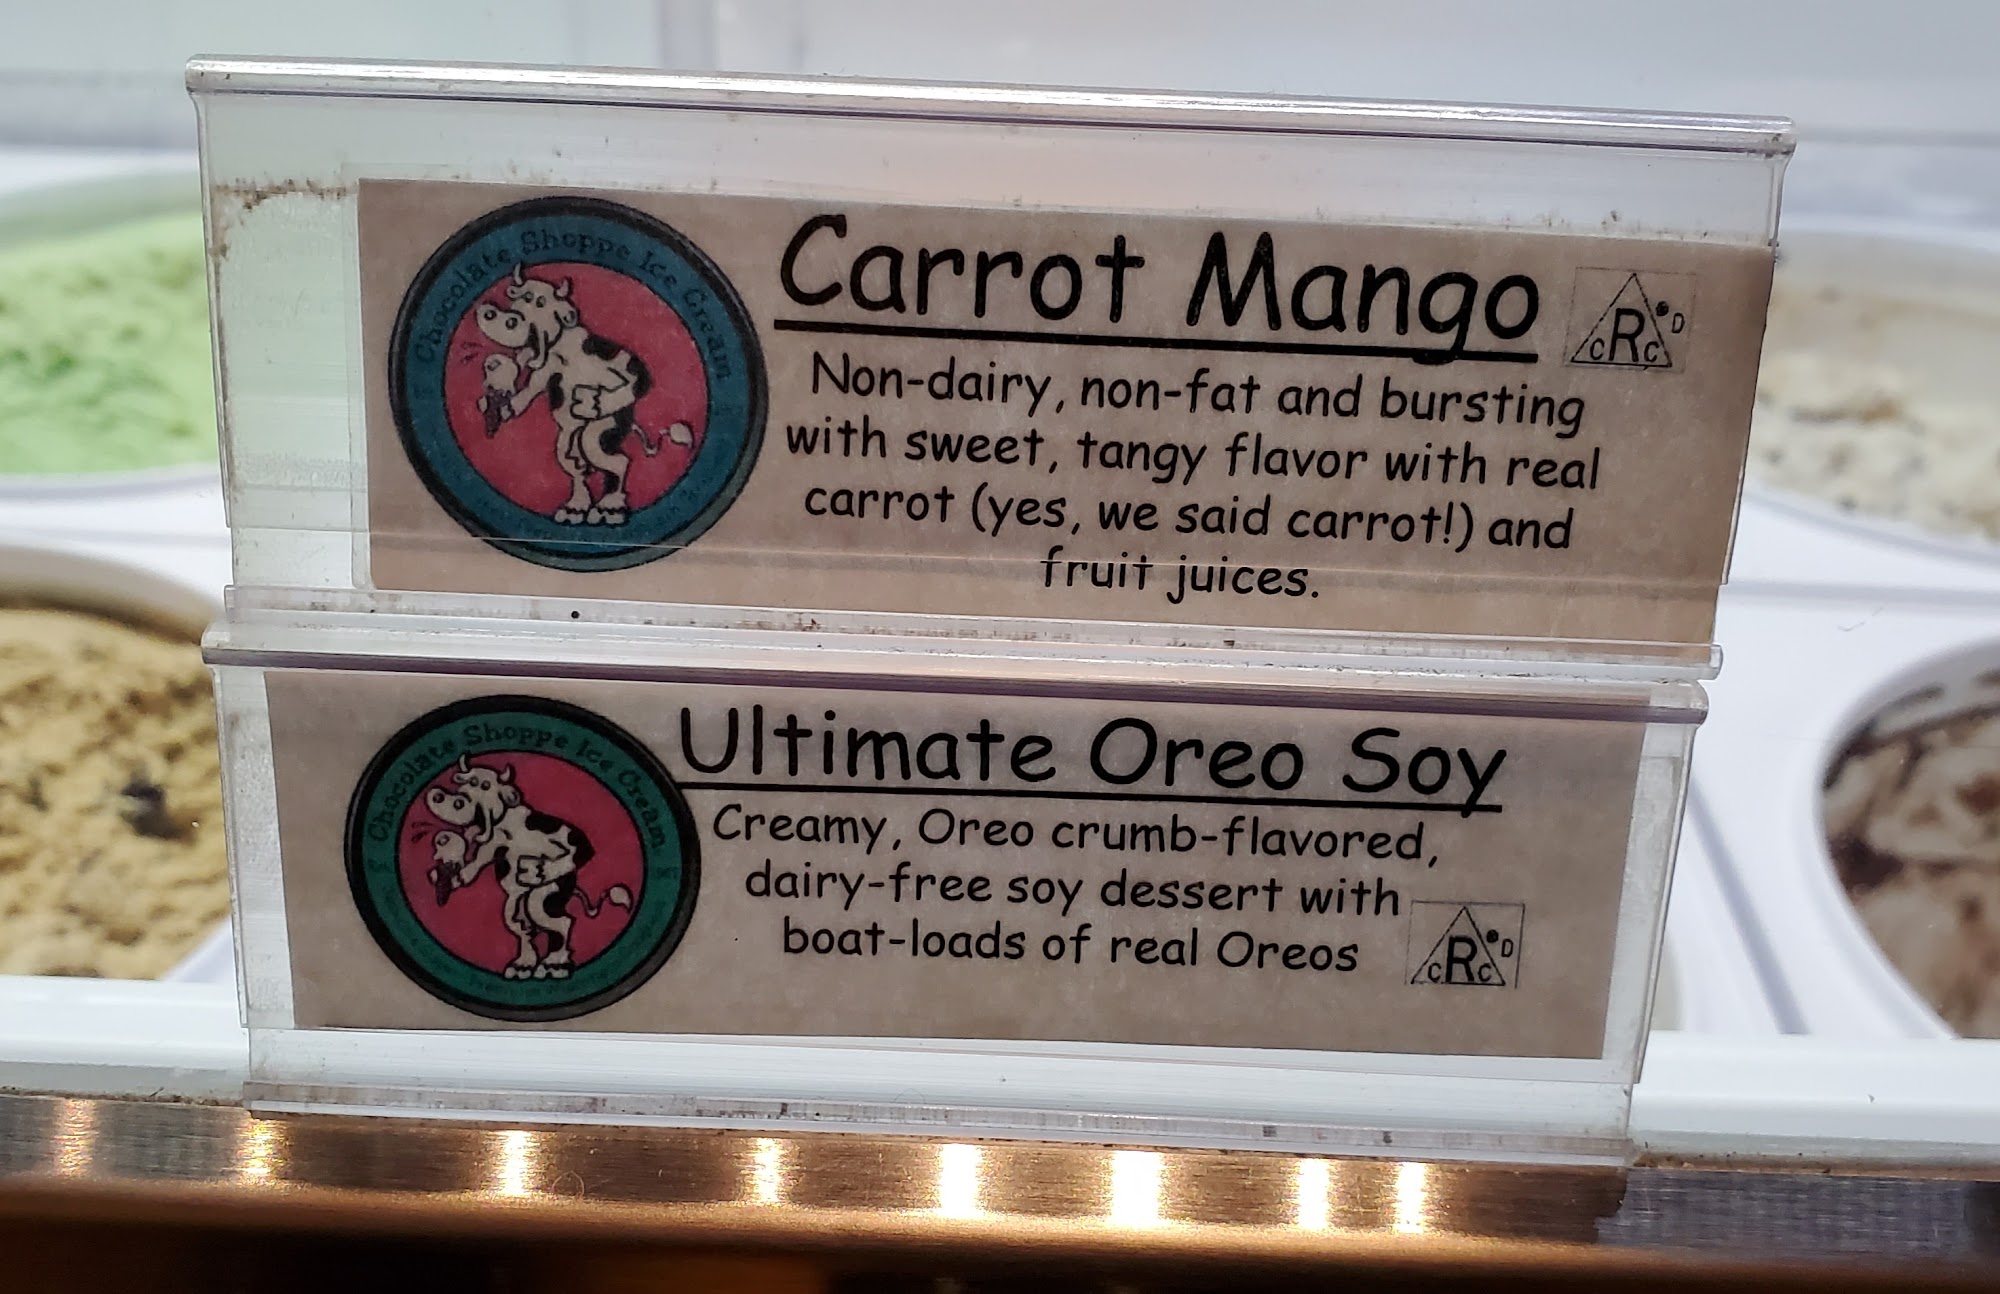 Chocolate Shoppe Ice Cream
Carrot Mango
cRc D
Non-dairy, non-fat and bursting
with sweet, tangy flavor with real
carrot (yes, we said carrot!) and
fruit juices.
Chocolate Shoppe Ice Cream
Ultimate Oreo Soy
Creamy, Oreo crumb-flavored,
dairy-free soy dessert with
boat-loads of real Oreos
cRc D